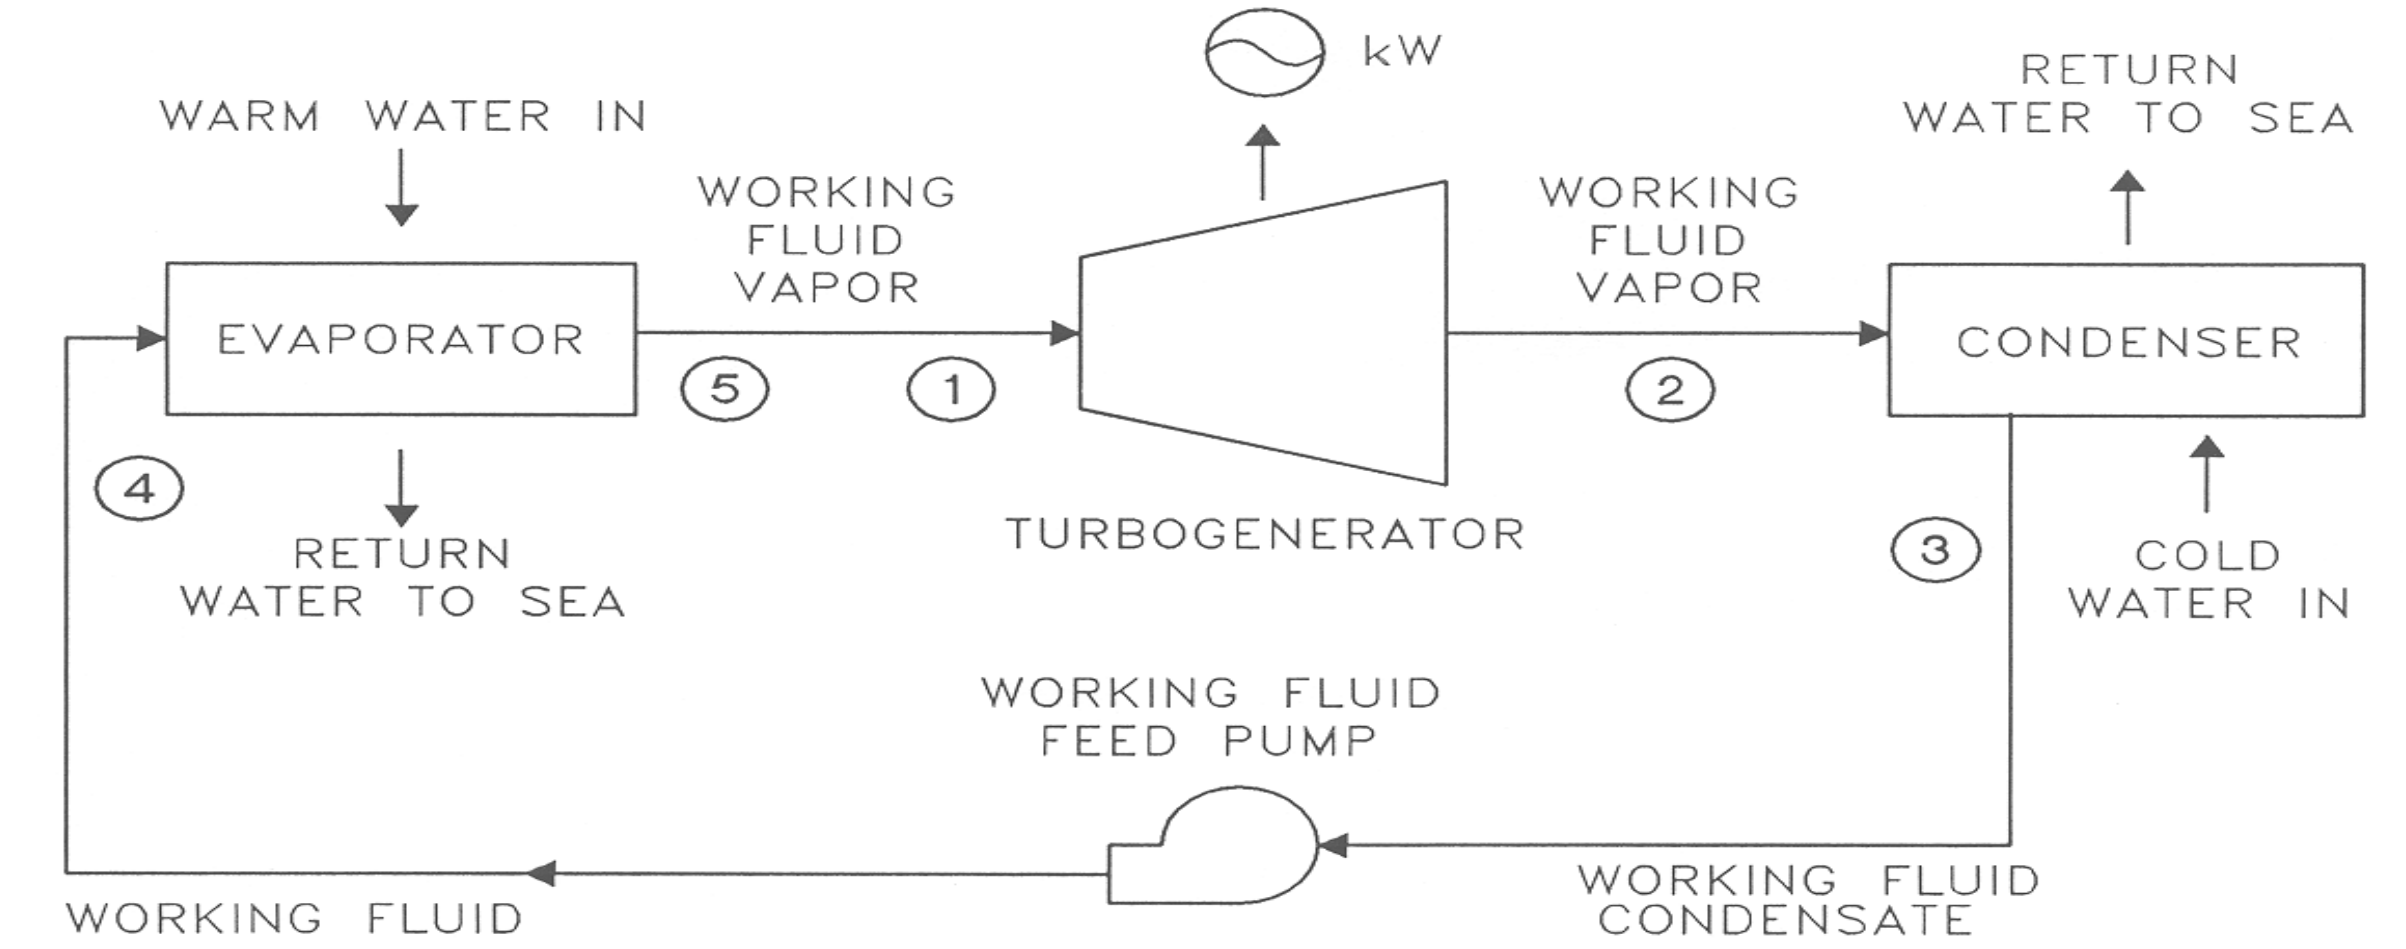 kW
RETURN
WATER TO SEA
WARM WATER IN
WORKING
FLUID
VAPOR
WORKING
FLUID
VAPOR
EVAPORATOR
CONDENSER
5
1
2
4
TURBOGENERATOR
3
RETURN
WATER TO SEA
COLD
WATER IN
WORKING FLUID
FEED PUMP
WORKING FLUID
CONDENSATE
WORKING FLUID